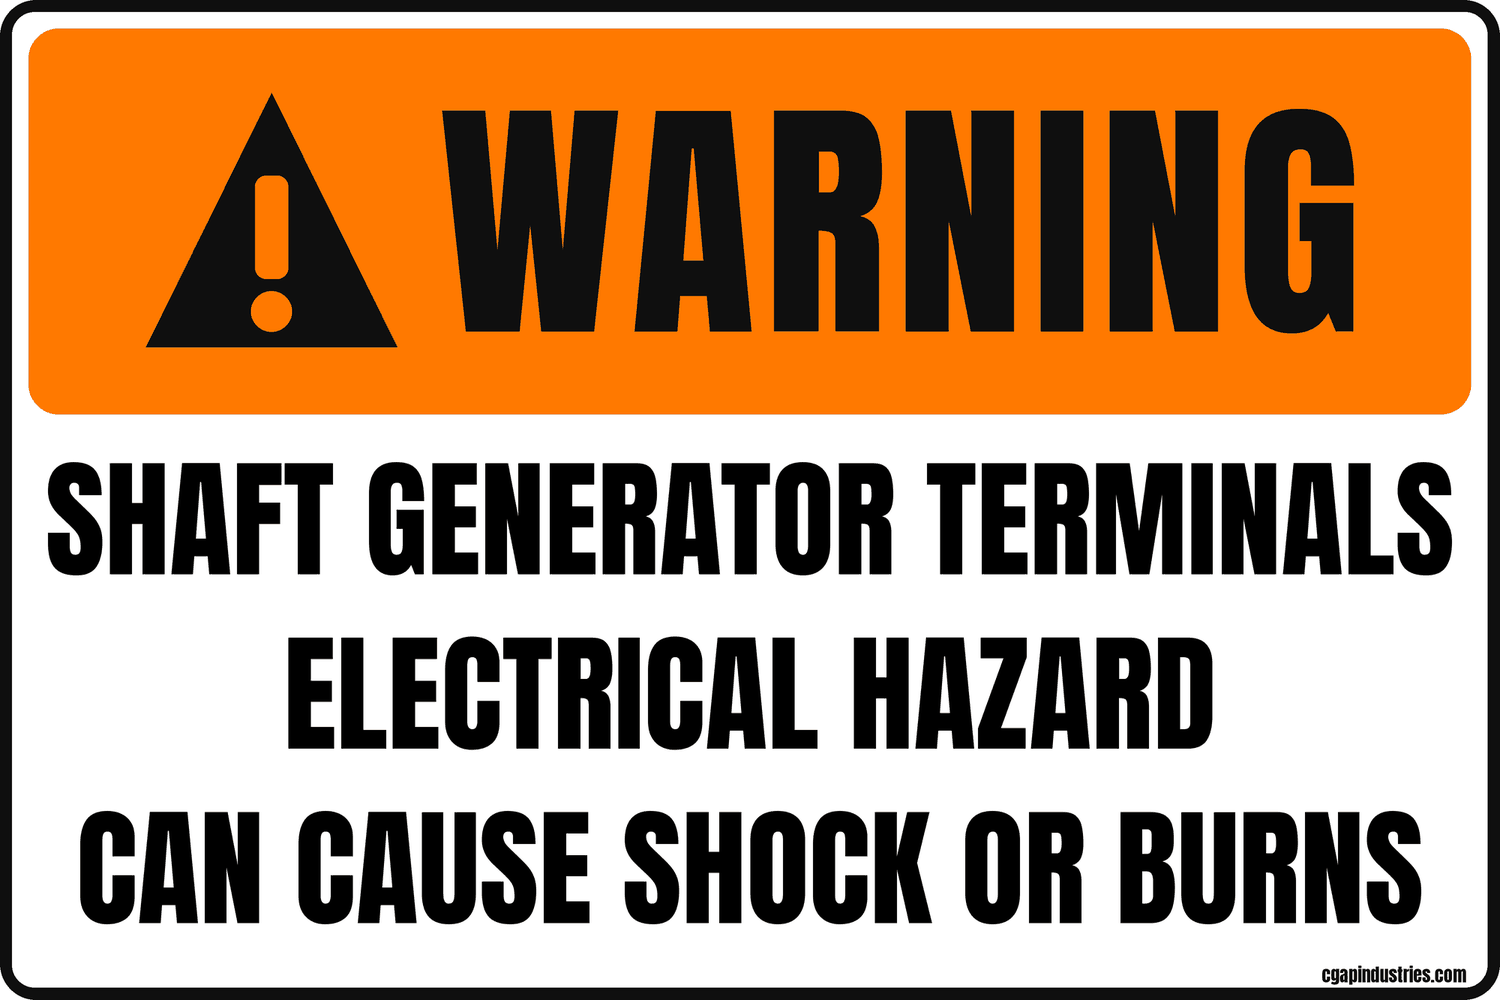 WARNING
SHAFT GENERATOR TERMINALS
ELECTRICAL HAZARD
CAN CAUSE SHOCK OR BURNS
cgapindustries.com